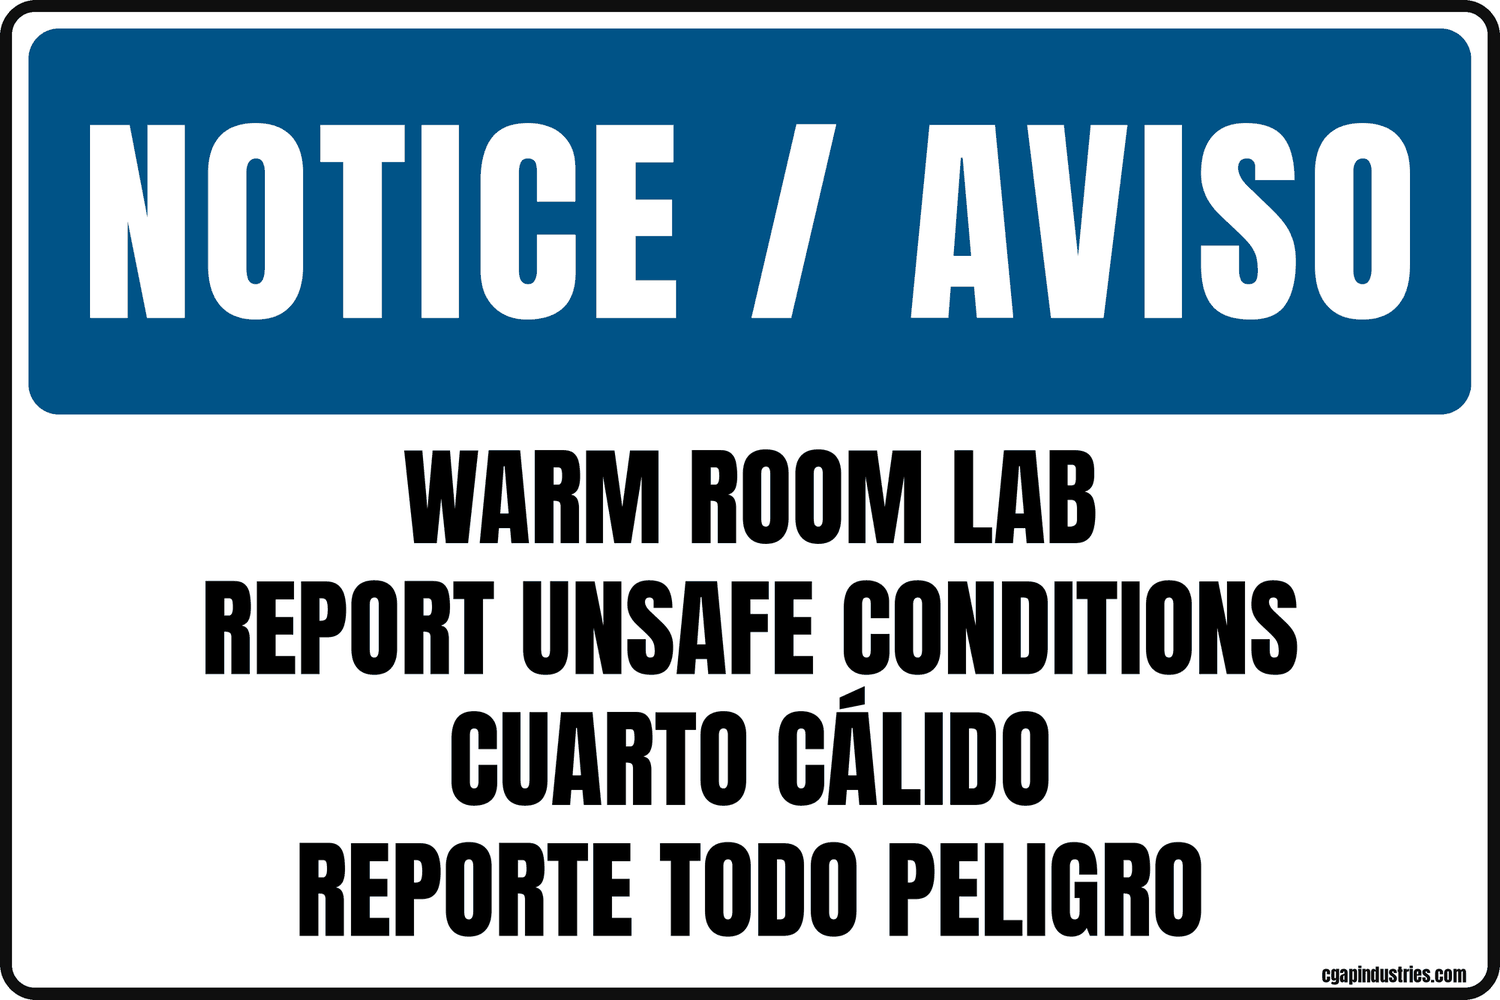 NOTICE / AVISO
WARM ROOM LAB
REPORT UNSAFE CONDITIONS
CUARTO CÁLIDO
REPORTE TODO PELIGRO
cgapindustries.com